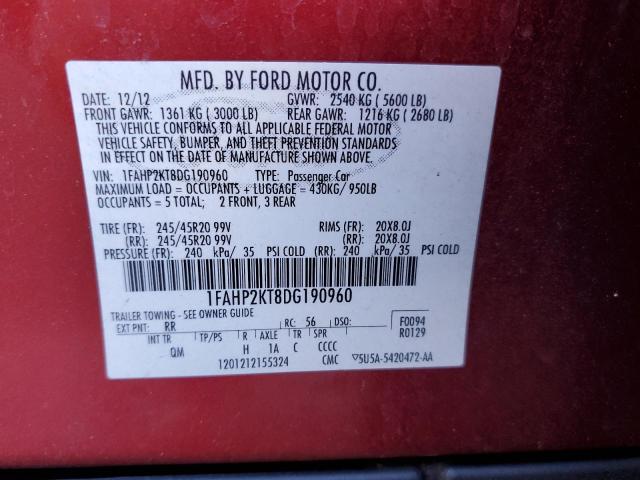 MFD. BY FORD MOTOR CO.
DATE: 12/12 GVWR: 2540 KG ( 5600 LB)
FRONT GAWR: 1361 KG ( 3000 LB) REAR GAWR: 1216 KG ( 2680 LB)
THIS VEHICLE CONFORMS TO ALL APPLICABLE FEDERAL MOTOR
VEHICLE SAFETY, BUMPER, AND THEFT PREVENTION STANDARDS
IN EFFECT ON THE DATE OF MANUFACTURE SHOWN ABOVE.
VIN: 1FAHP2KT8DG190960 TYPE: Passenger Car
MAXIMUM LOAD = OCCUPANTS + LUGGAGE = 430KG/ 950LB
OCCUPANTS = 5 TOTAL; 2 FRONT, 3 REAR
TIRE (FR): 245/45R20 99V RIMS (FR): 20X8.0J
(RR): 245/45R20 99V (RR): 20X8.0J
PRESSURE (FR): 240 kPa/ 35 PSI COLD (RR): 240 kPa/ 35 PSI COLD
1FAHP2KT8DG190960
TRAILER TOWING - SEE OWNER GUIDE
EXT PNT: RR RC: 56 DSO: F0094
INT TR TP/PS R AXLE TR SPR R0129
QM H 1A C CCCC
1201212155324 CMC 5U5A-5420472-AA